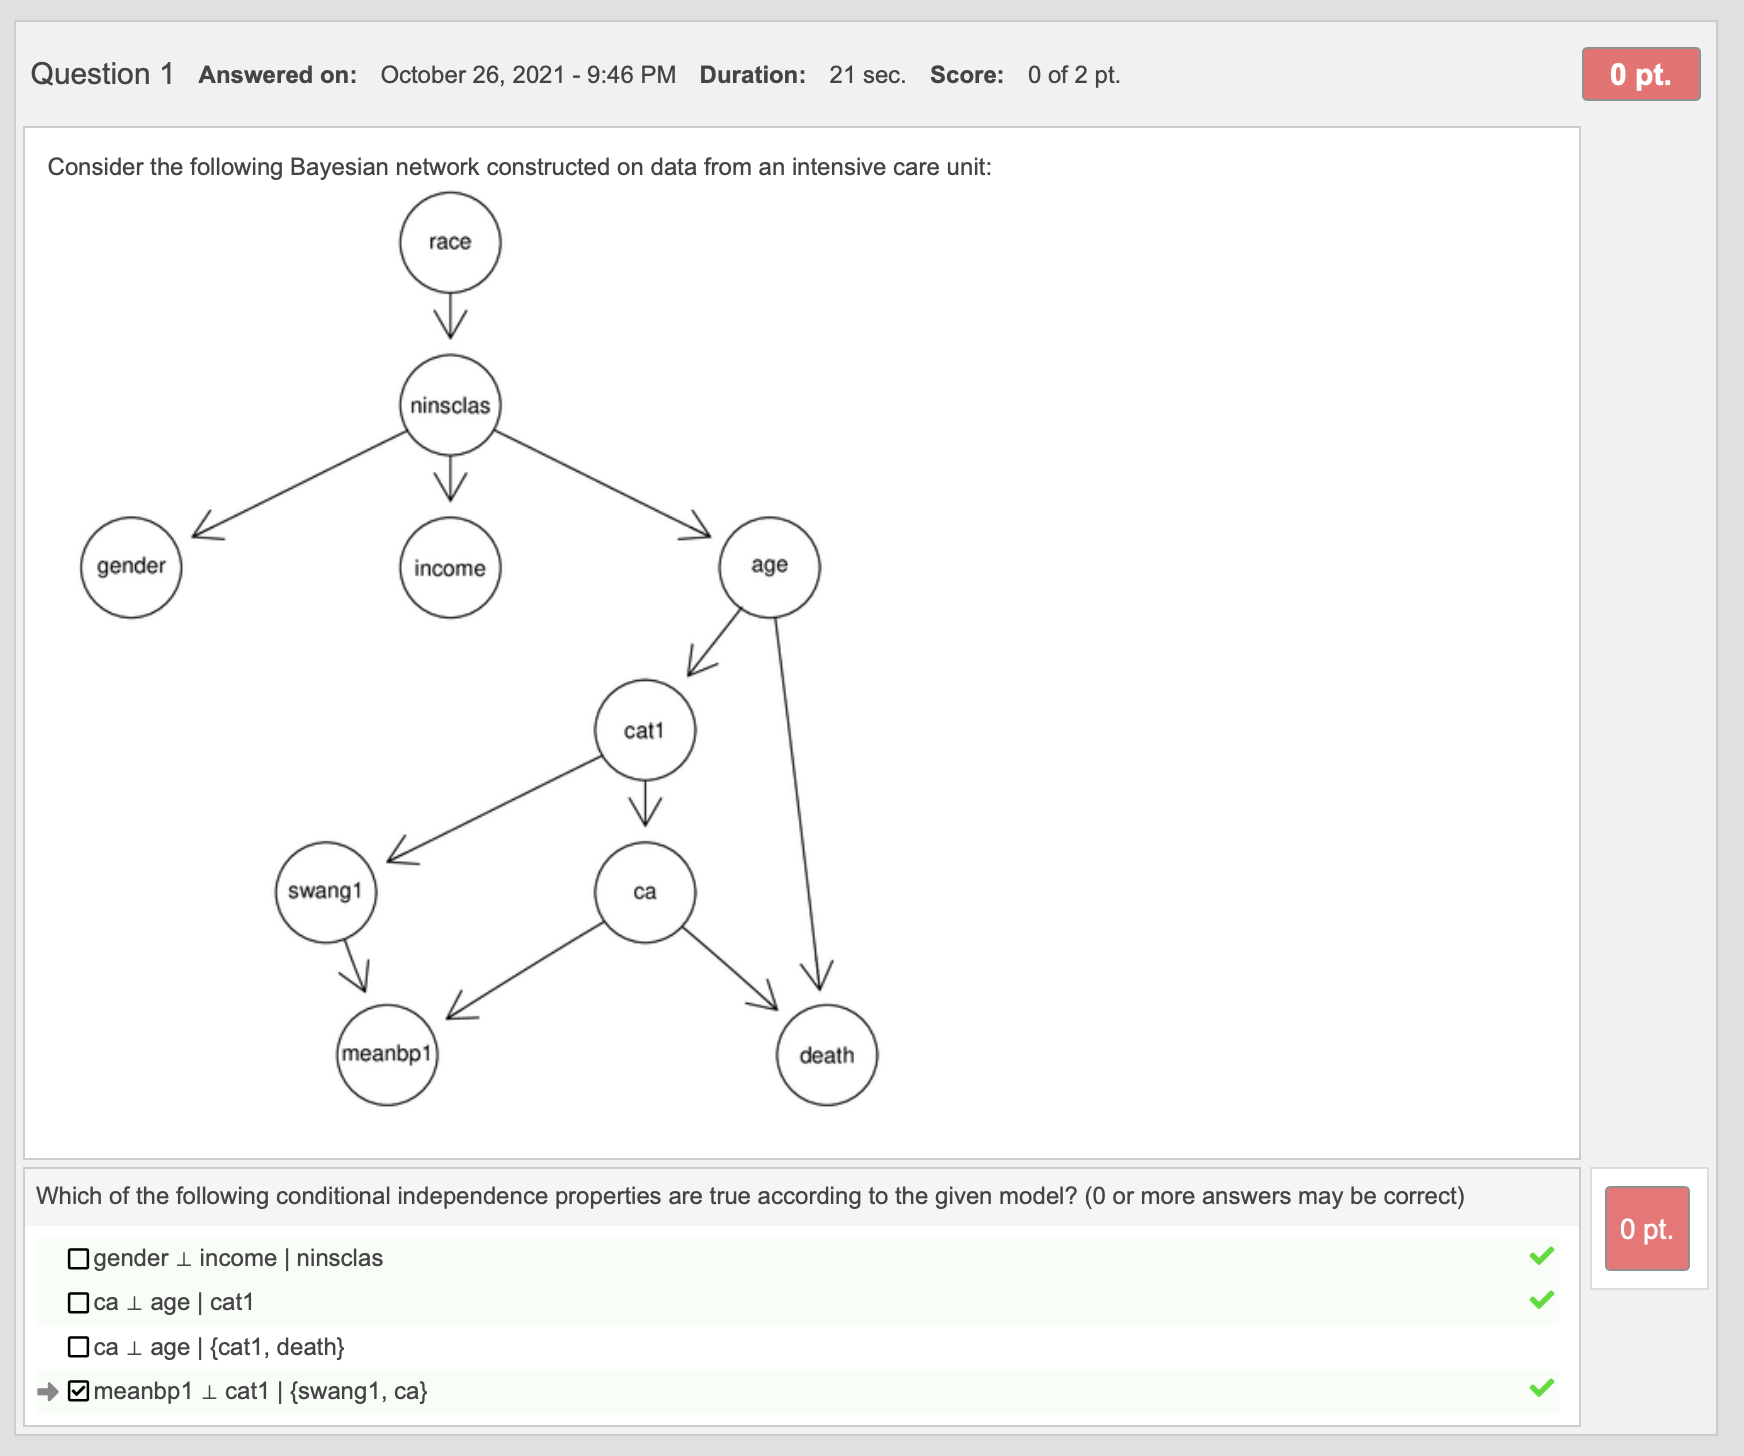 Question 1 Answered on: October 26, 2021 - 9:46 PM Duration: 21 sec. Score: 0 of 2 pt. 0 pt.
Consider the following Bayesian network constructed on data from an intensive care unit:
race
ninsclas
gender income age
cat1
swang1 ca
meanbp1 death
Which of the following conditional independence properties are true according to the given model? (0 or more answers may be correct)
0 pt.
gender ⊥ income | ninsclas
ca ⊥ age | cat1
ca ⊥ age | {cat1, death}
meanbp1 ⊥ cat1 | {swang1, ca}